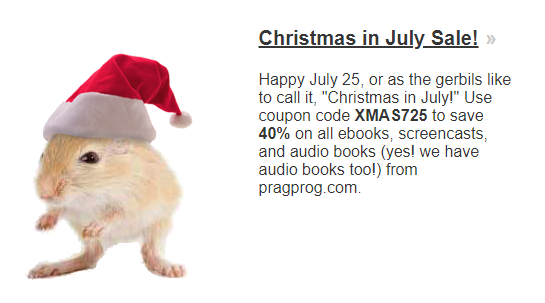 Christmas in July Sale! »
Happy July 25, or as the gerbils like
to call it, "Christmas in July!" Use
coupon code XMAS725 to save
40% on all ebooks, screencasts,
and audio books (yes! we have
audio books too!) from
pragprog.com.